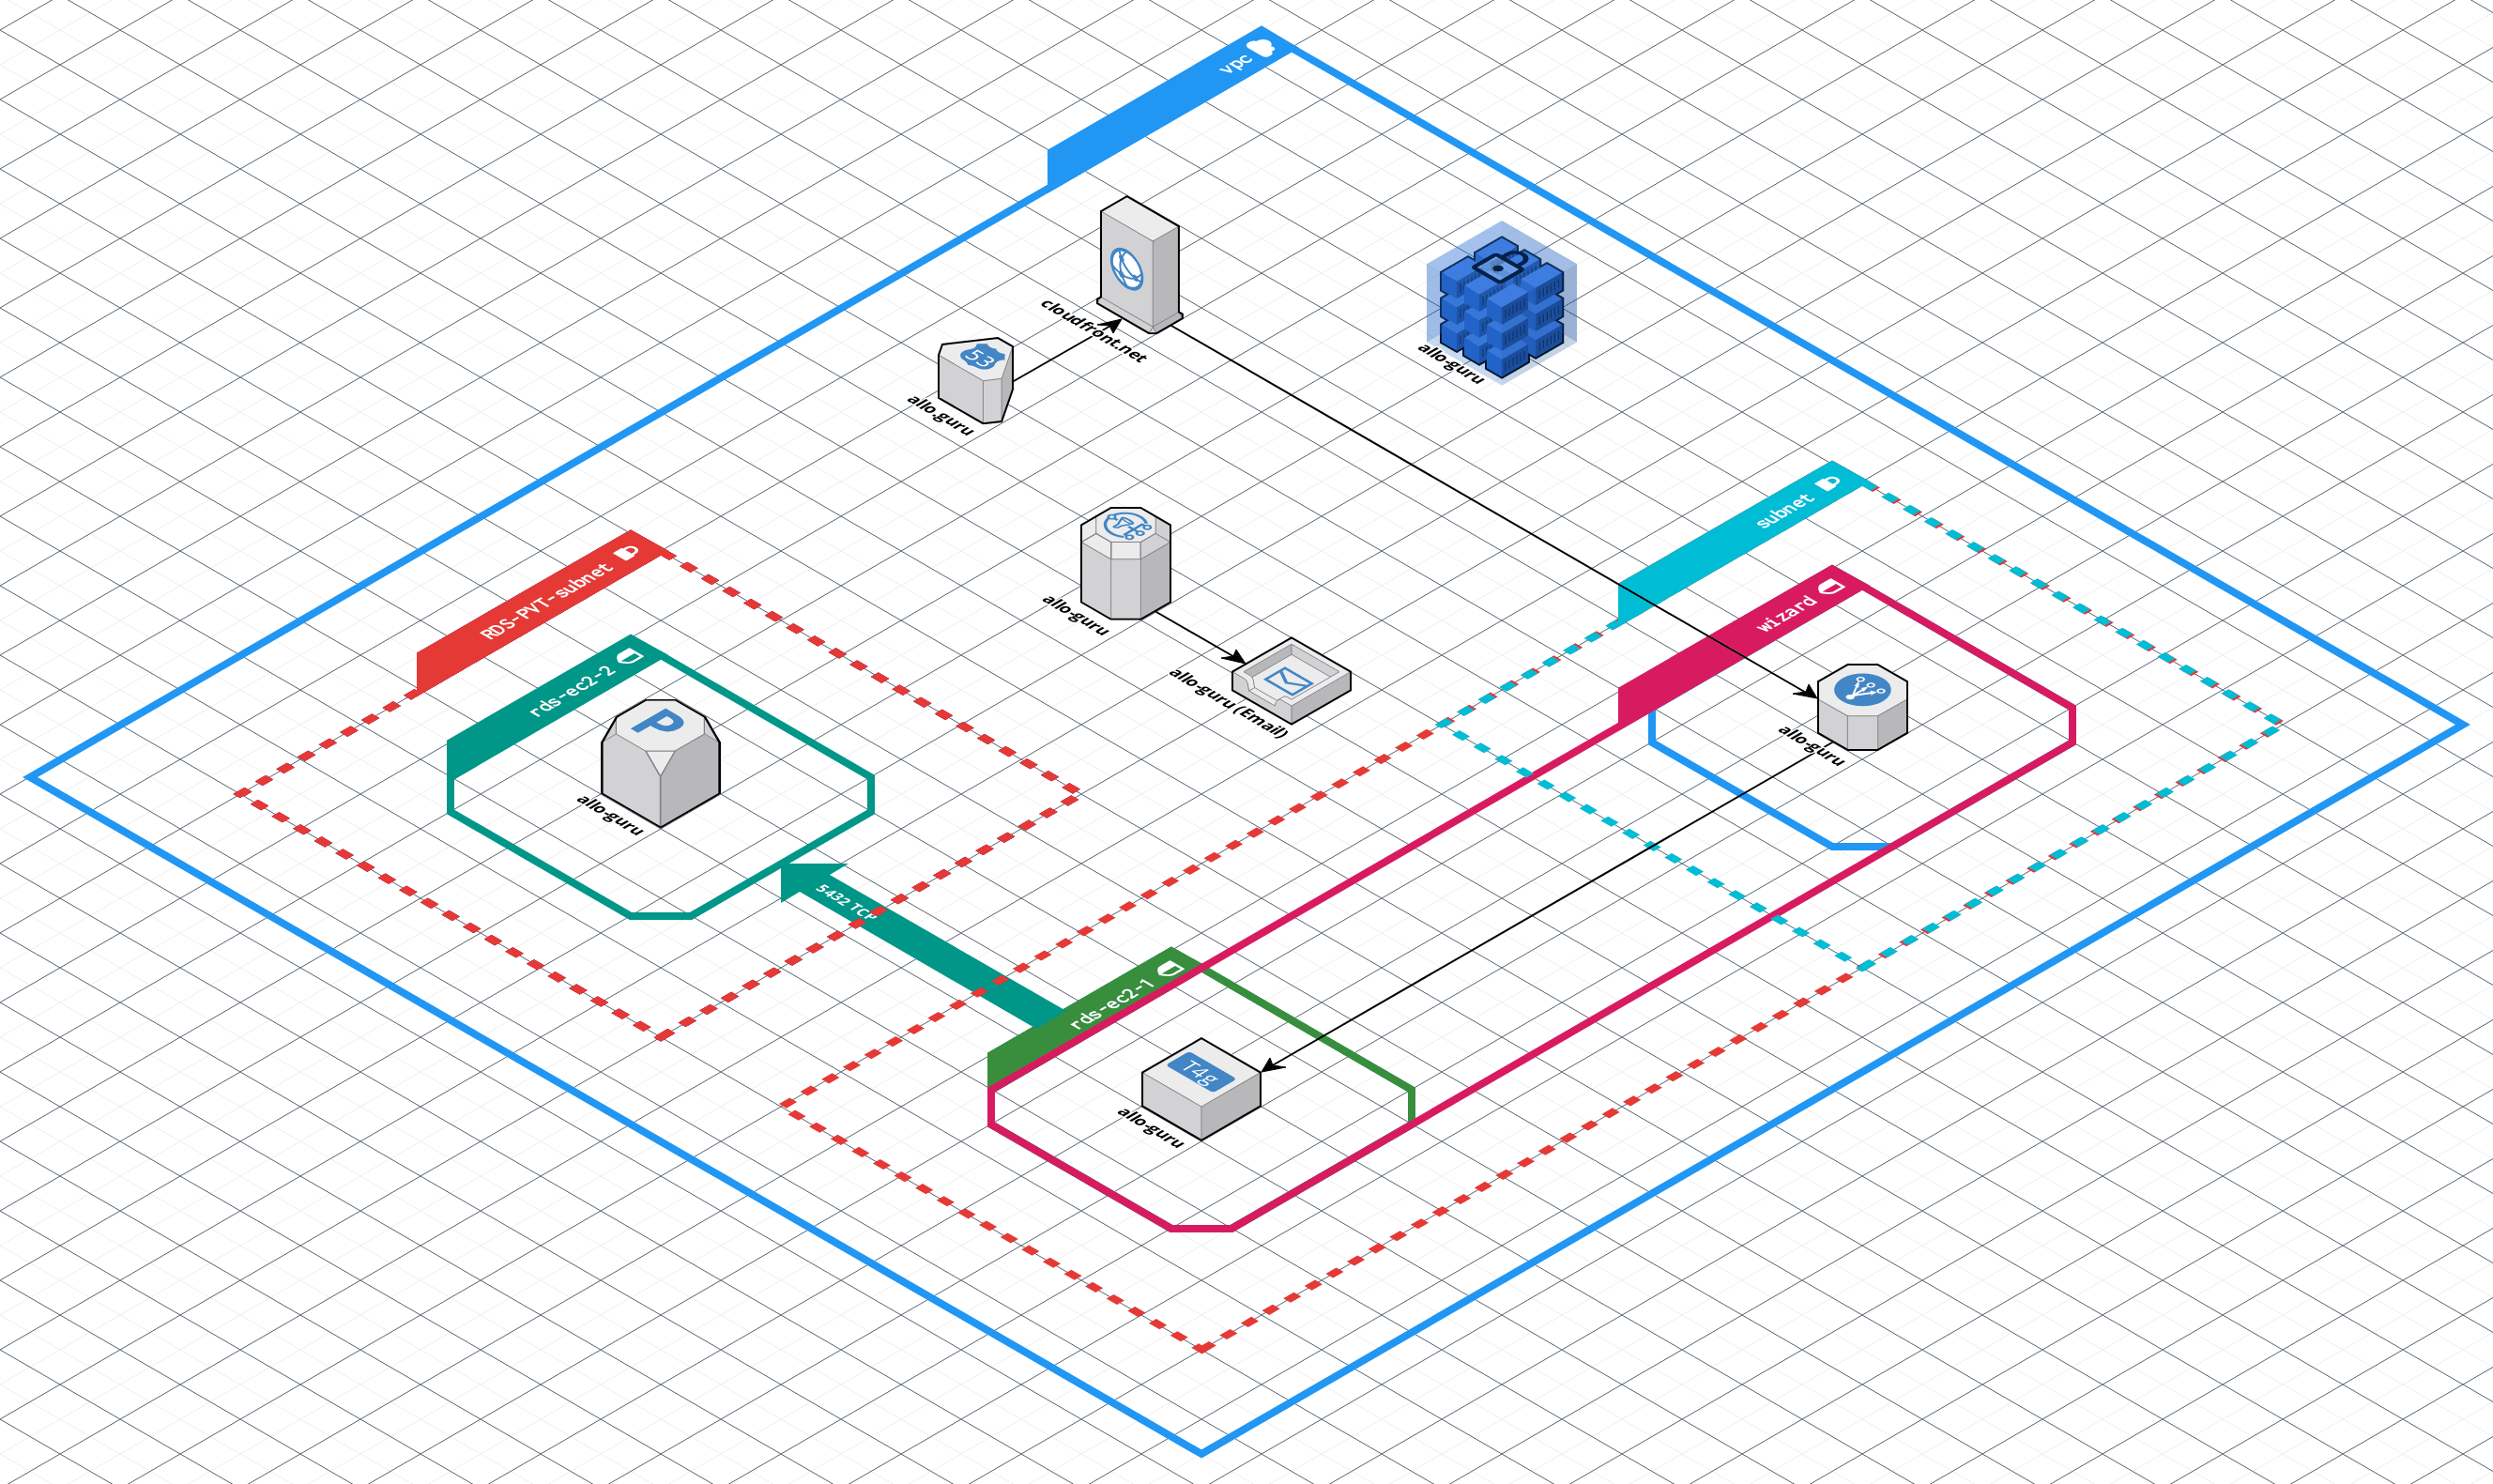 vpc
cloudfront.net
53
allo.guru
allo-guru
subnet
RDS-PVT-subnet
allo-guru
wizard
rds-ec2-2
allo-guru (Email)
P
allo-guru
allo-guru
5432 TCP
rds-ec2-1
T4g
allo-guru